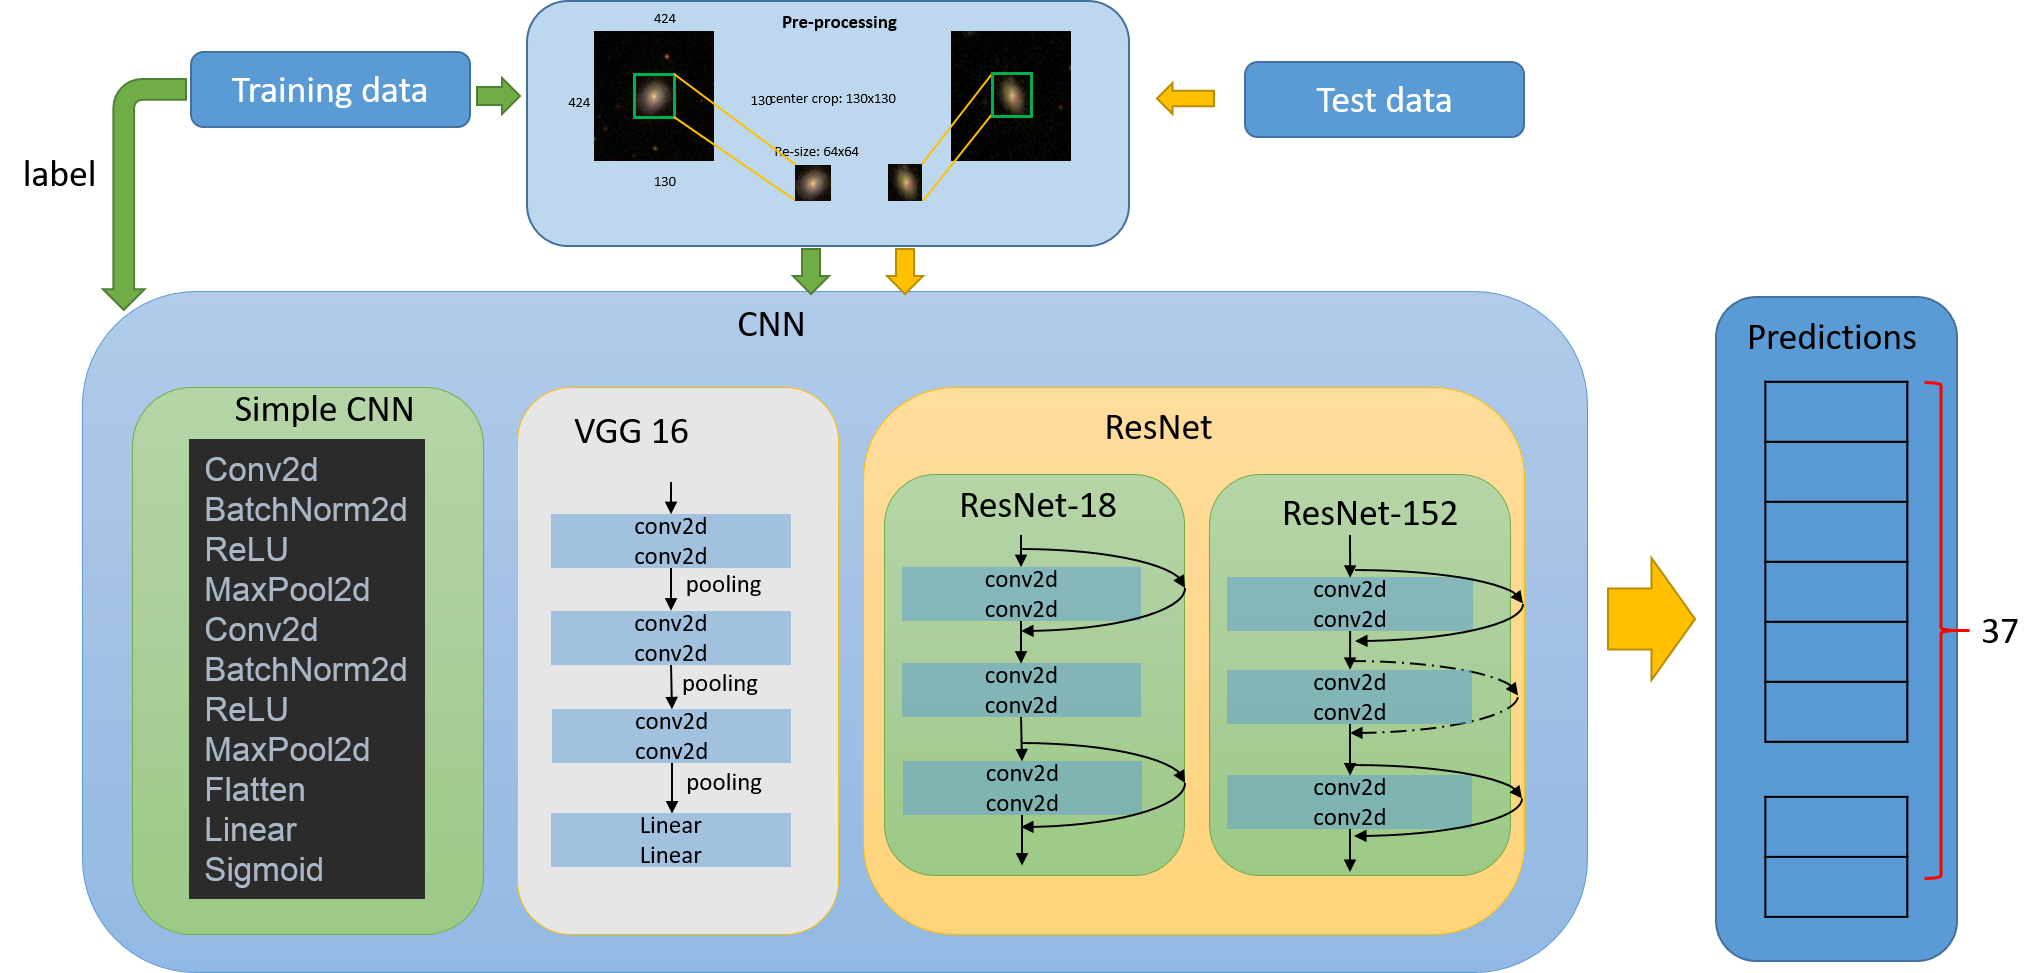 424
Pre-processing
Training data
Test data
424
130
center crop: 130x130
label
Re-size: 64x64
130
CNN
Predictions
Simple CNN
Conv2d
BatchNorm2d
ReLU
MaxPool2d
Conv2d
BatchNorm2d
ReLU
MaxPool2d
Flatten
Linear
Sigmoid
VGG 16
conv2d
conv2d
pooling
conv2d
conv2d
pooling
conv2d
conv2d
pooling
Linear
Linear
ResNet
ResNet-18
conv2d
conv2d
conv2d
conv2d
conv2d
conv2d
ResNet-152
conv2d
conv2d
conv2d
conv2d
conv2d
conv2d
37